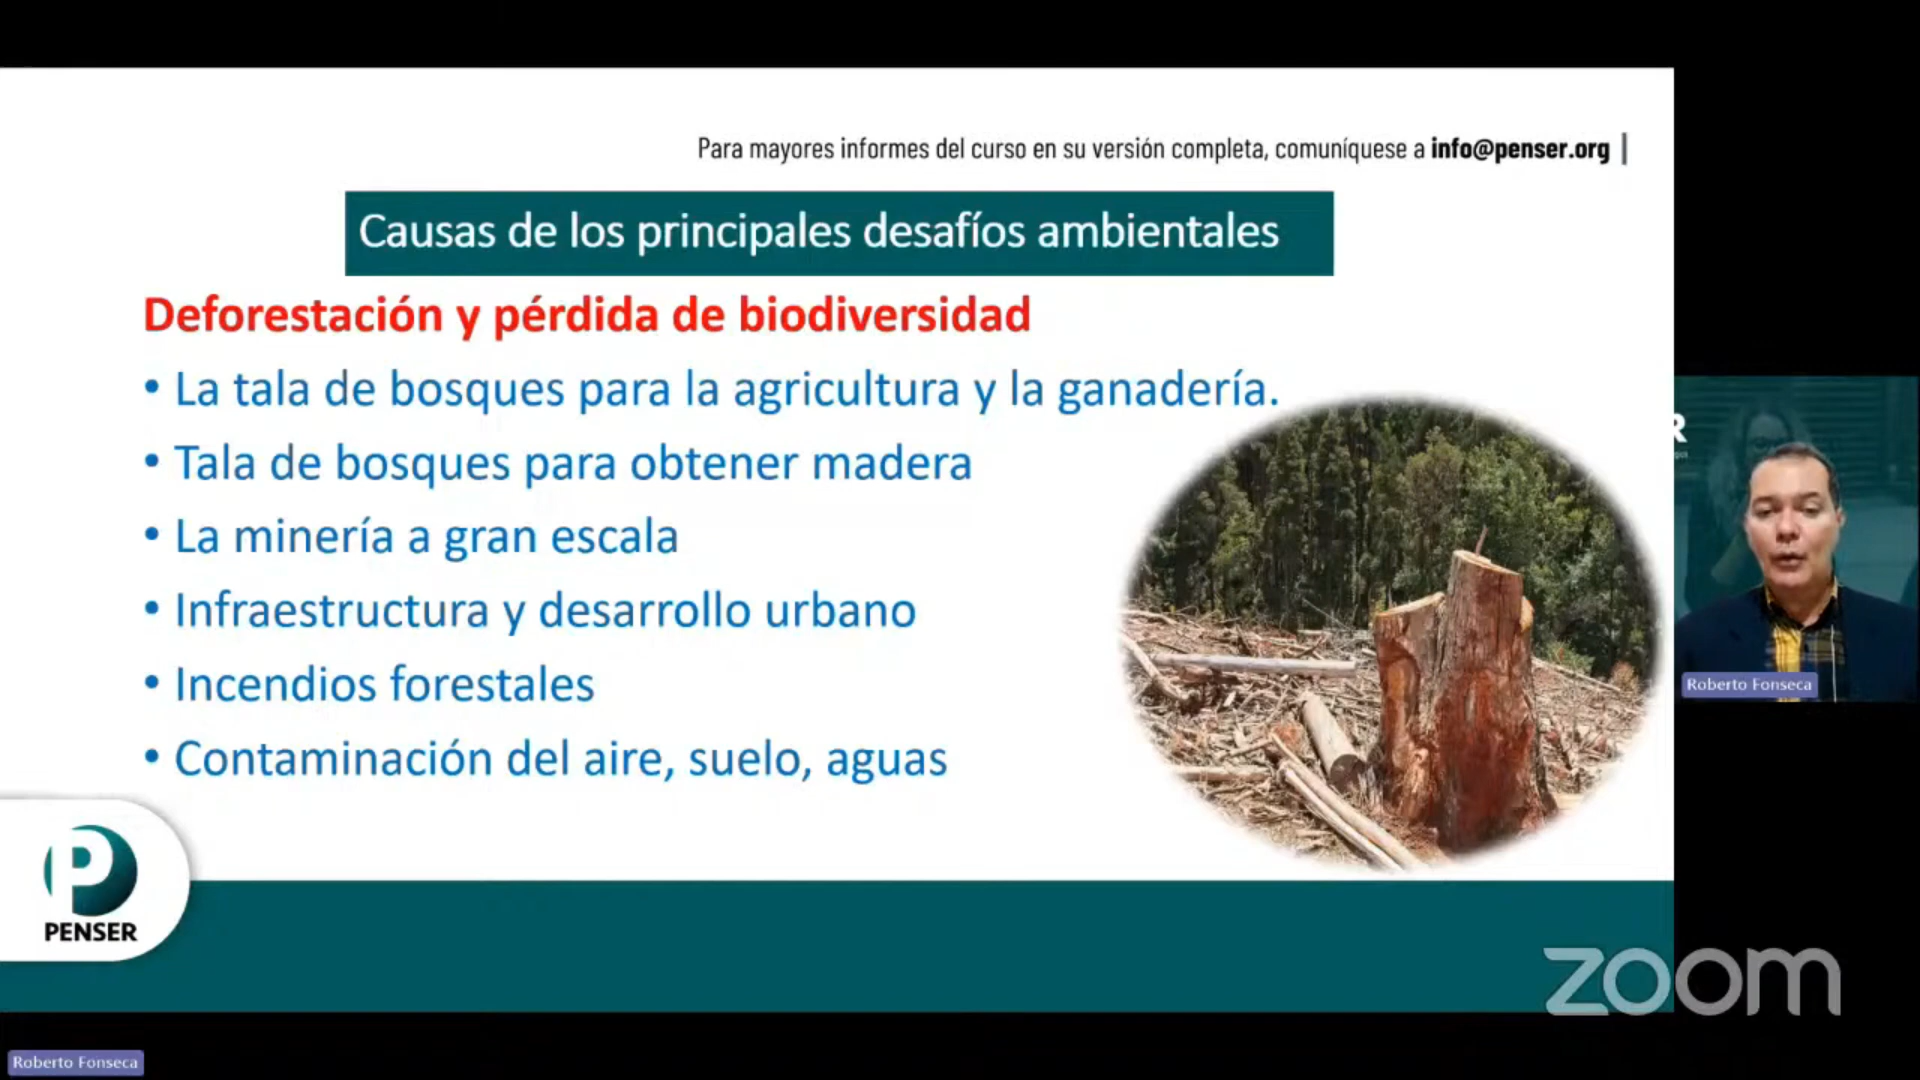 Para mayores informes del curso en su versión completa, comuníquese a info@penser.org |
Causas de los principales desafíos ambientales
Deforestación y pérdida de biodiversidad
• La tala de bosques para la agricultura y la ganadería.
• Tala de bosques para obtener madera
• La minería a gran escala
• Infraestructura y desarrollo urbano
• Incendios forestales
• Contaminación del aire, suelo, aguas
P
PENSER
R
Roberto Fonseca
zoom
Roberto Fonseca